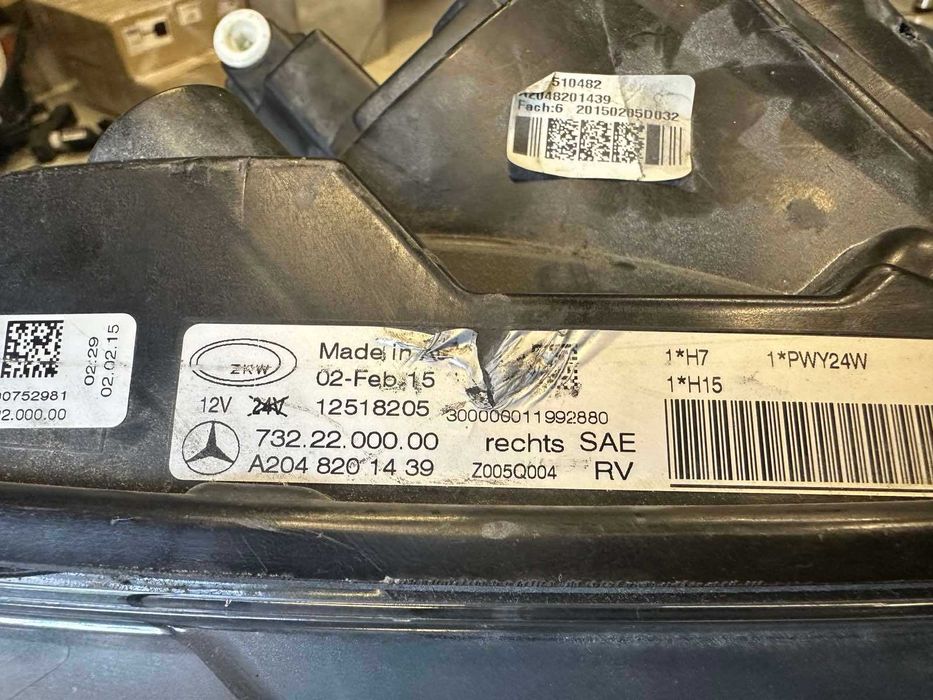 510482
A2048201439
Fach:6 20150205D032
02:29
02.02.15
00752981
2.000.00
ZKW
Made in
02-Feb.15
12V 24V 12518205 300006011992880
732.22.000.00 rechts SAE
A204 820 14 39 Z005Q004 RV
1*H7 1*PWY24W
1*H15